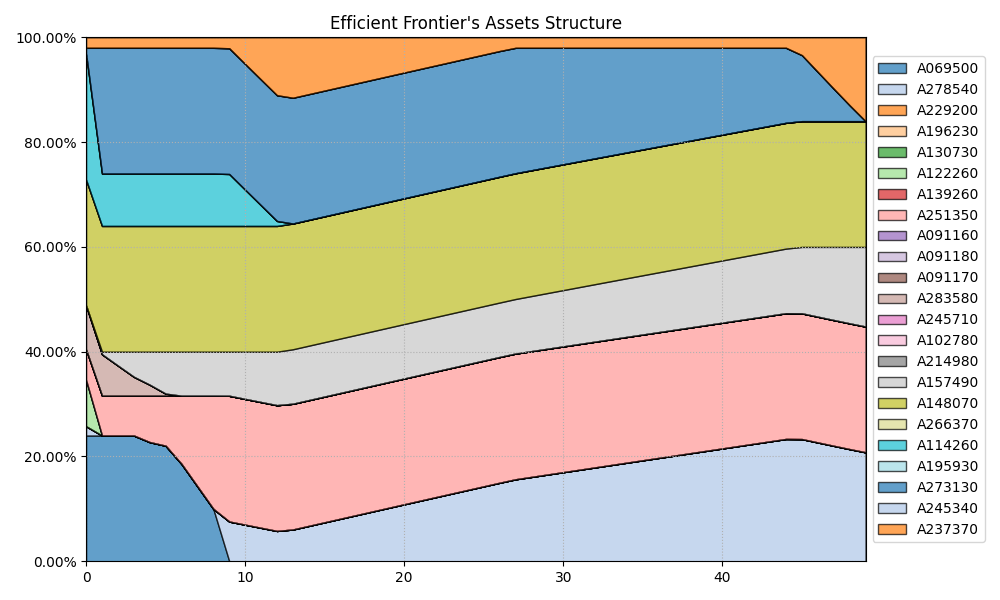 Efficient Frontier's Assets Structure
100.00%
80.00%
60.00%
40.00%
20.00%
0.00%
0
10
20
30
40
A069500
A278540
A229200
A196230
A130730
A122260
A139260
A251350
A091160
A091180
A091170
A283580
A245710
A102780
A214980
A157490
A148070
A266370
A114260
A195930
A273130
A245340
A237370